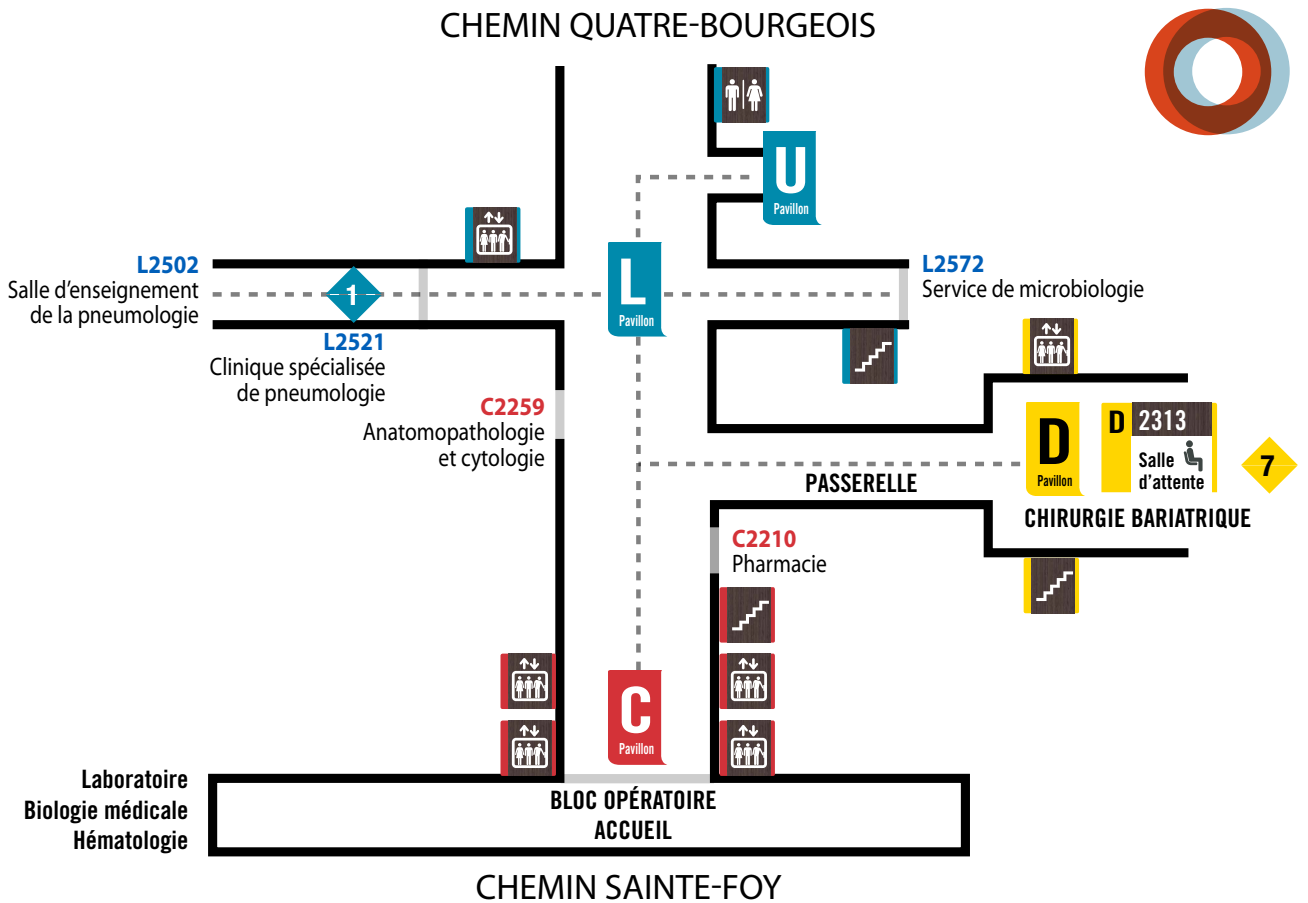 CHEMIN QUATRE-BOURGEOIS
U
Pavillon
L2502
Salle d'enseignement
de la pneumologie
1
L
Pavillon
L2572
Service de microbiologie
L2521
Clinique spécialisée
de pneumologie
C2259
Anatomopathologie
et cytologie
D
Pavillon
D 2313
Salle
d'attente
7
PASSERELLE
CHIRURGIE BARIATRIQUE
C2210
Pharmacie
C
Pavillon
Laboratoire
Biologie médicale
Hématologie
BLOC OPÉRATOIRE
ACCUEIL
CHEMIN SAINTE-FOY